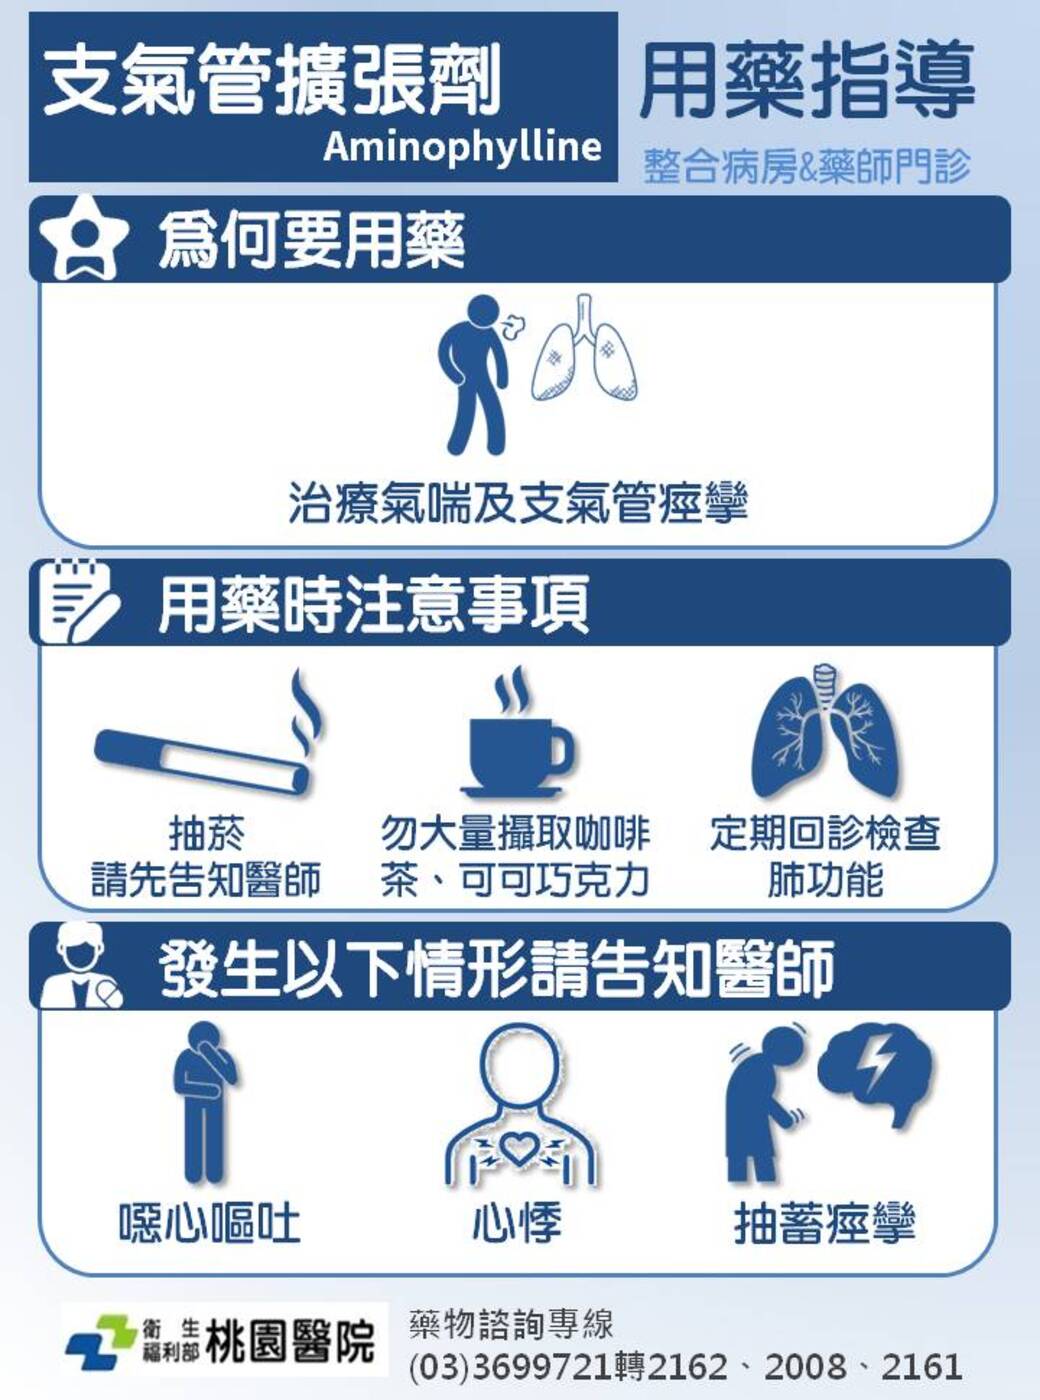 支氣管擴張劑
Aminophylline
用藥指導
整合病房&藥師門診
為何要用藥
治療氣喘及支氣管痙攣
用藥時注意事項
抽菸
請先告知醫師
勿大量攝取咖啡
茶、可可巧克力
定期回診檢查
肺功能
發生以下情形請告知醫師
噁心嘔吐
心悸
抽蓄痙攣
衛生
福利部
桃園醫院
藥物諮詢專線
(03)3699721轉2162、2008、2161